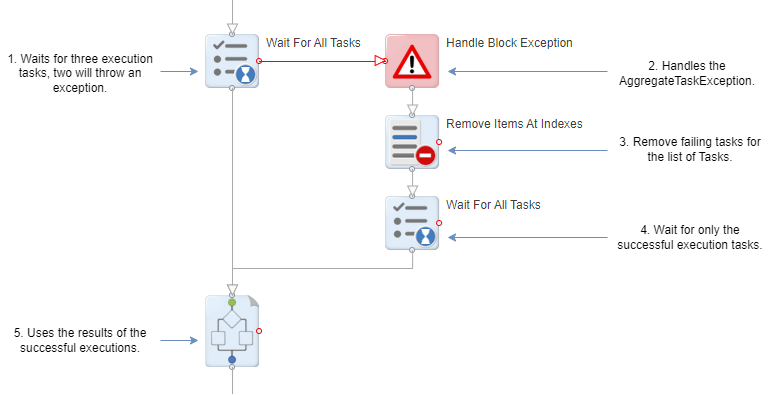 Wait For All Tasks
Handle Block Exception
1. Waits for three execution
tasks, two will throw an
exception.
2. Handles the
AggregateTaskException.
Remove Items At Indexes
3. Remove failing tasks for
the list of Tasks.
Wait For All Tasks
4. Wait for only the
successful execution tasks.
5. Uses the results of the
successful executions.